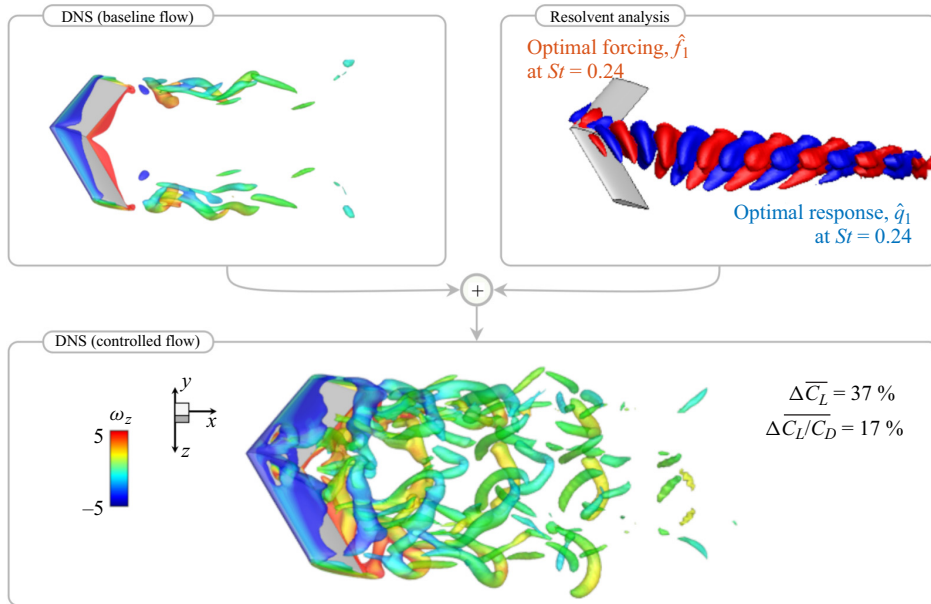 DNS (baseline flow)
Resolvent analysis
Optimal forcing, f̂₁
at St = 0.24
Optimal response, q̂₁
at St = 0.24
+
DNS (controlled flow)
y
x
z
ω_z
5
−5
ΔC̅_L̅ = 37 %
ΔC̅_L̅/̅C̅_D̅ = 17 %